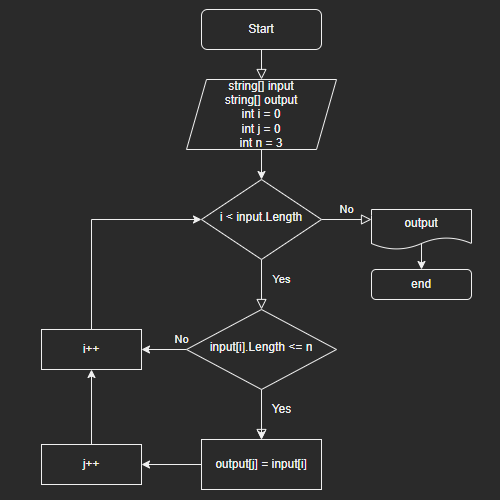 Start
string[] input
string[] output
int i = 0
int j = 0
int n = 3
i < input.Length
No
output
end
Yes
input[i].Length <= n
No
i++
Yes
output[j] = input[i]
j++